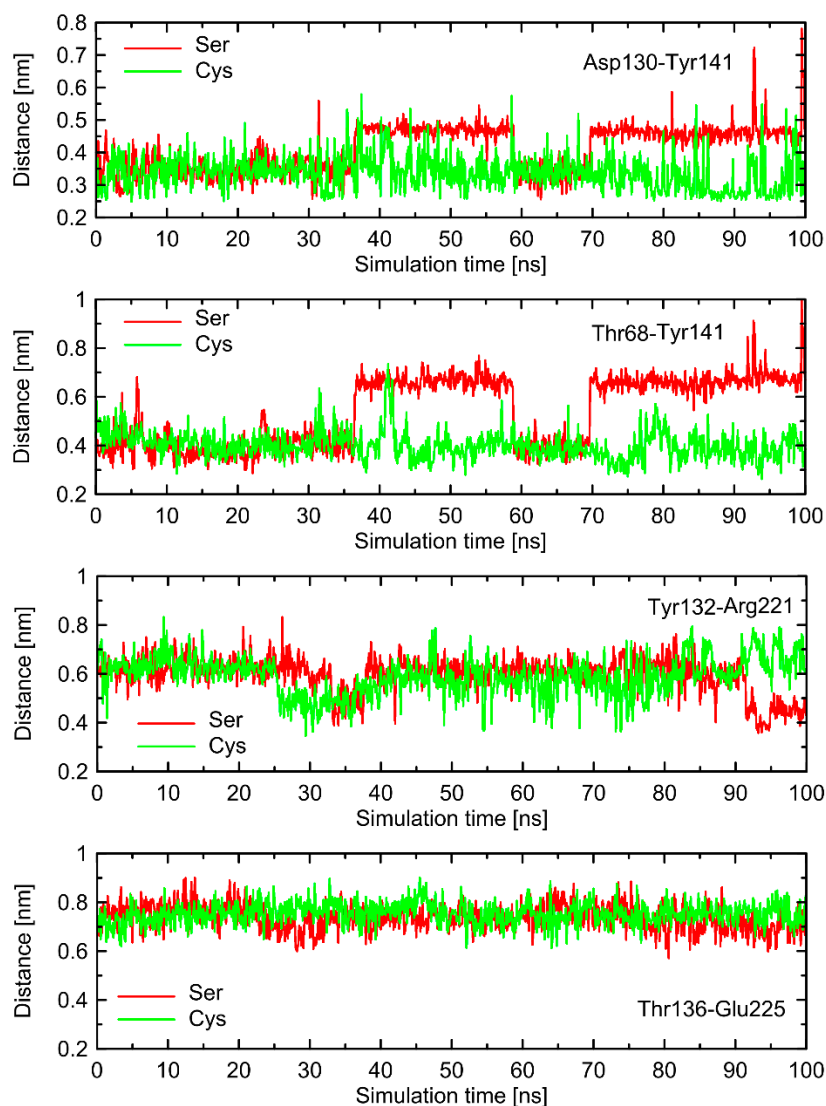 0.8
Ser
Cys
Asp130-Tyr141
0.7
0.6
0.5
0.4
0.3
0.2
Distance [nm]
0 10 20 30 40 50 60 70 80 90 100
Simulation time [ns]
1
Ser
Cys
Thr68-Tyr141
0.8
0.6
0.4
0.2
Distance [nm]
0 10 20 30 40 50 60 70 80 90 100
Simulation time [ns]
1
Tyr132-Arg221
0.8
0.6
0.4
0.2
Distance [nm]
Ser
Cys
0 10 20 30 40 50 60 70 80 90 100
Simulation time [ns]
1
0.8
0.6
0.4
0.2
Distance [nm]
Ser
Cys
Thr136-Glu225
0 10 20 30 40 50 60 70 80 90 100
Simulation time [ns]